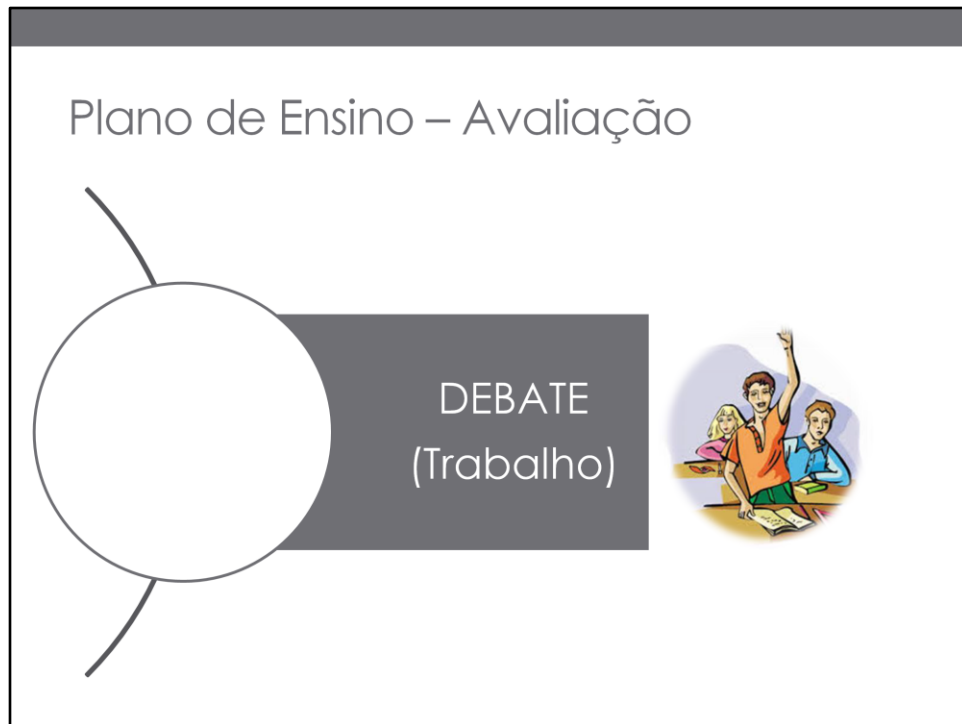 Plano de Ensino – Avaliação
DEBATE
(Trabalho)